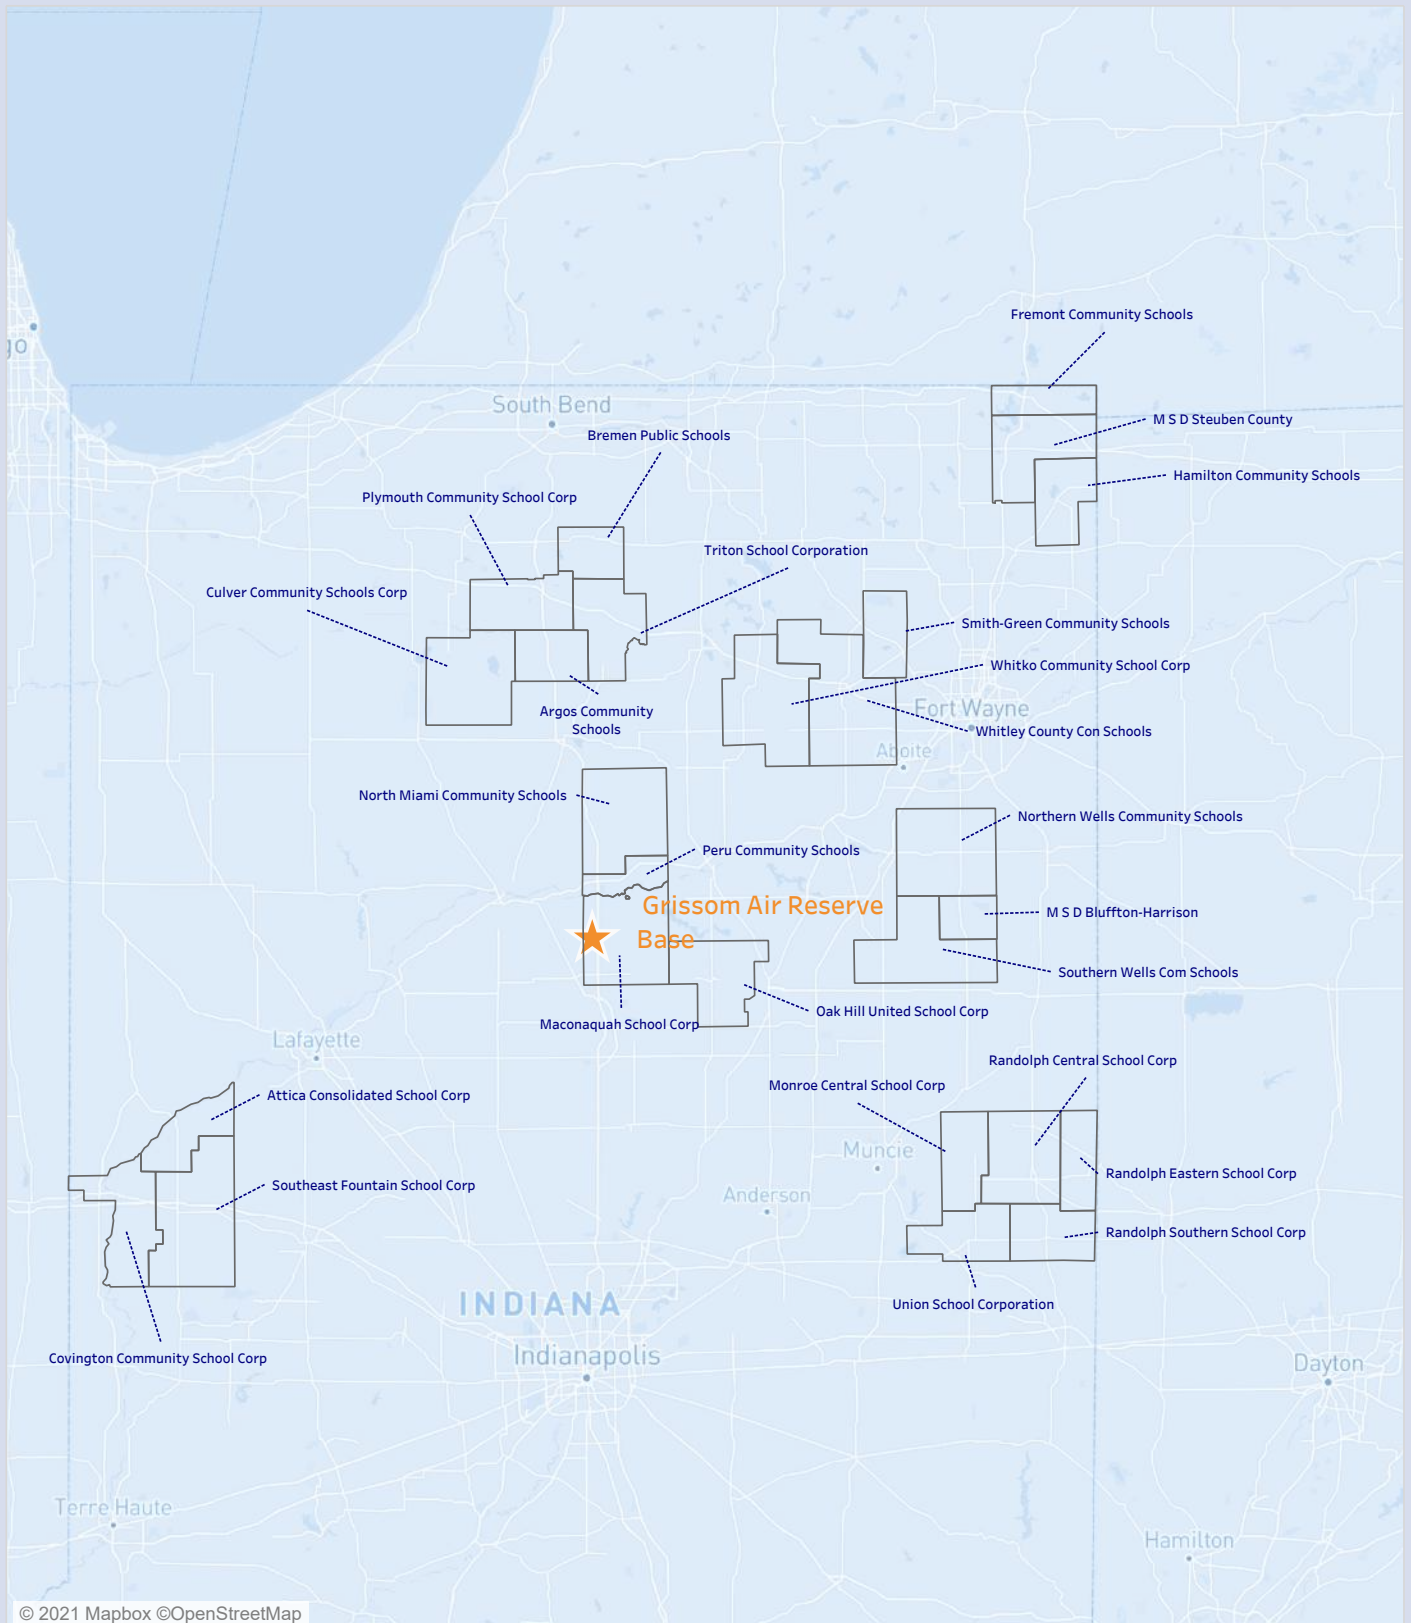 Fremont Community Schools
go
South Bend
M S D Steuben County
Bremen Public Schools
Hamilton Community Schools
Plymouth Community School Corp
Triton School Corporation
Culver Community Schools Corp
Smith-Green Community Schools
Whitko Community School Corp
Argos Community
Schools
Fort Wayne
Whitley County Con Schools
Aboite
North Miami Community Schools
Northern Wells Community Schools
Peru Community Schools
Grissom Air Reserve
Base
M S D Bluffton-Harrison
Southern Wells Com Schools
Oak Hill United School Corp
Maconaquah School Corp
Lafayette
Randolph Central School Corp
Monroe Central School Corp
Attica Consolidated School Corp
Muncie
Randolph Eastern School Corp
Southeast Fountain School Corp
Anderson
Randolph Southern School Corp
INDIANA
Union School Corporation
Indianapolis
Covington Community School Corp
Dayton
Terre Haute
Hamilton
© 2021 Mapbox ©OpenStreetMap